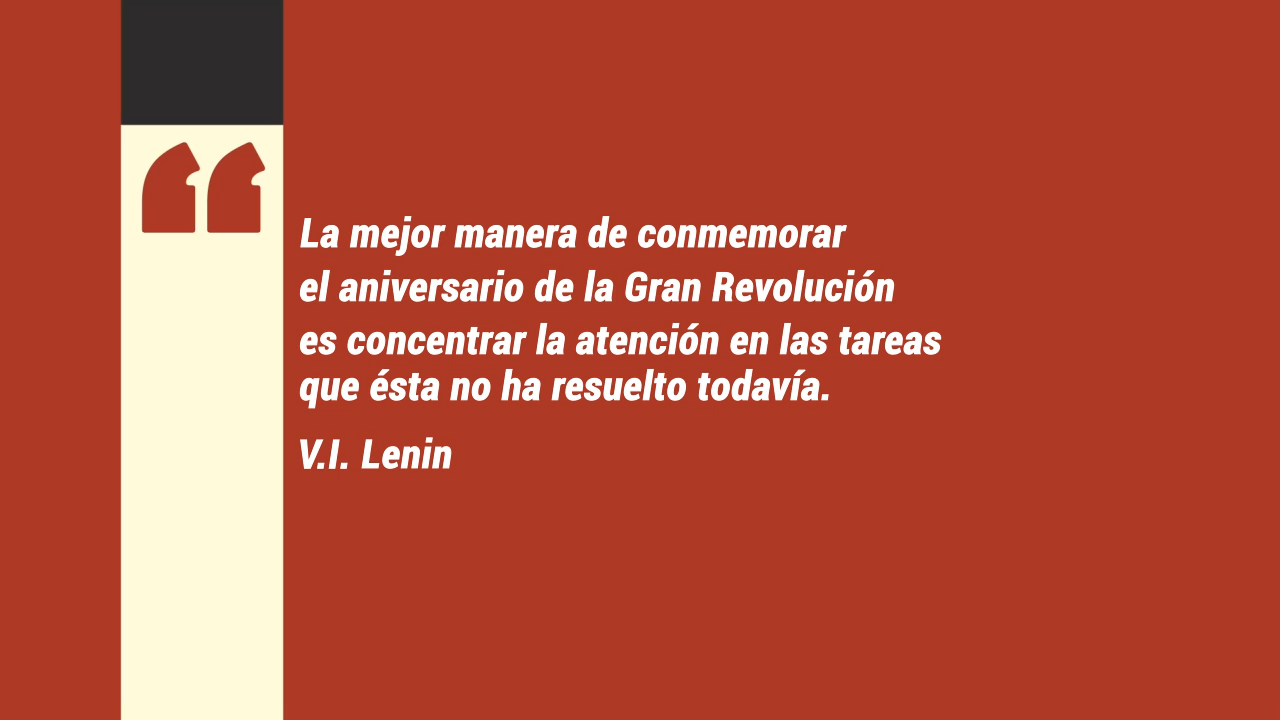 La mejor manera de conmemorar
el aniversario de la Gran Revolución
es concentrar la atención en las tareas
que ésta no ha resuelto todavía.
V.I. Lenin